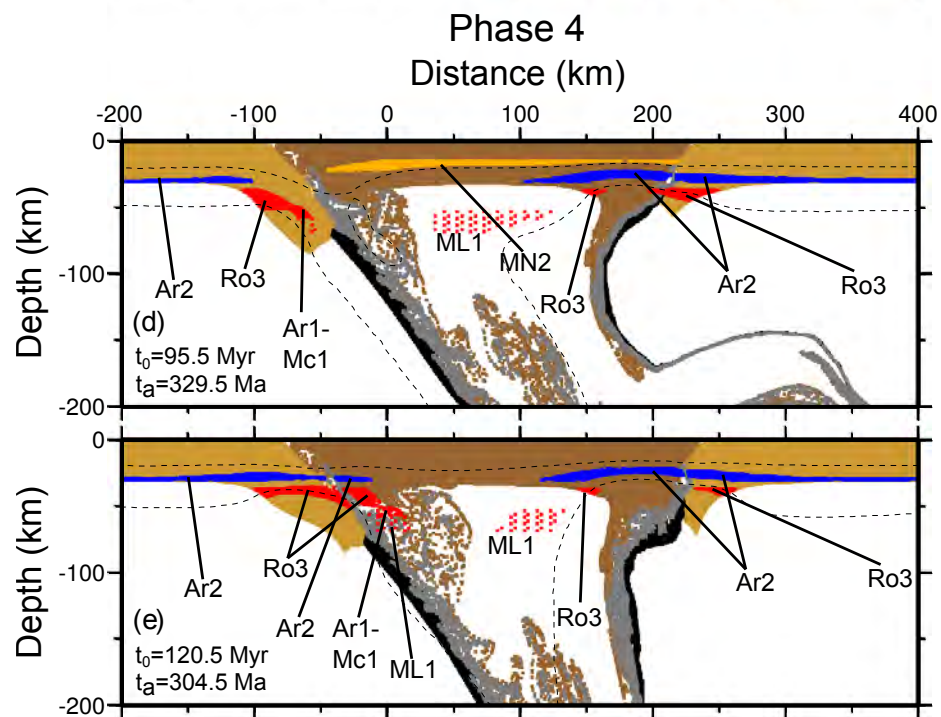 Phase 4
Distance (km)
-200 -100 0 100 200 300 400
0
-100
-200
Depth (km)
Ar2
Ro3
Ar1-
Mc1
ML1
MN2
Ro3
Ar2
Ro3
(d)
t₀=95.5 Myr
tₐ=329.5 Ma
0
-100
-200
Depth (km)
Ar2
Ro3
Ar2
Ar1-
Mc1
ML1
ML1
Ro3
Ar2
Ro3
(e)
t₀=120.5 Myr
tₐ=304.5 Ma